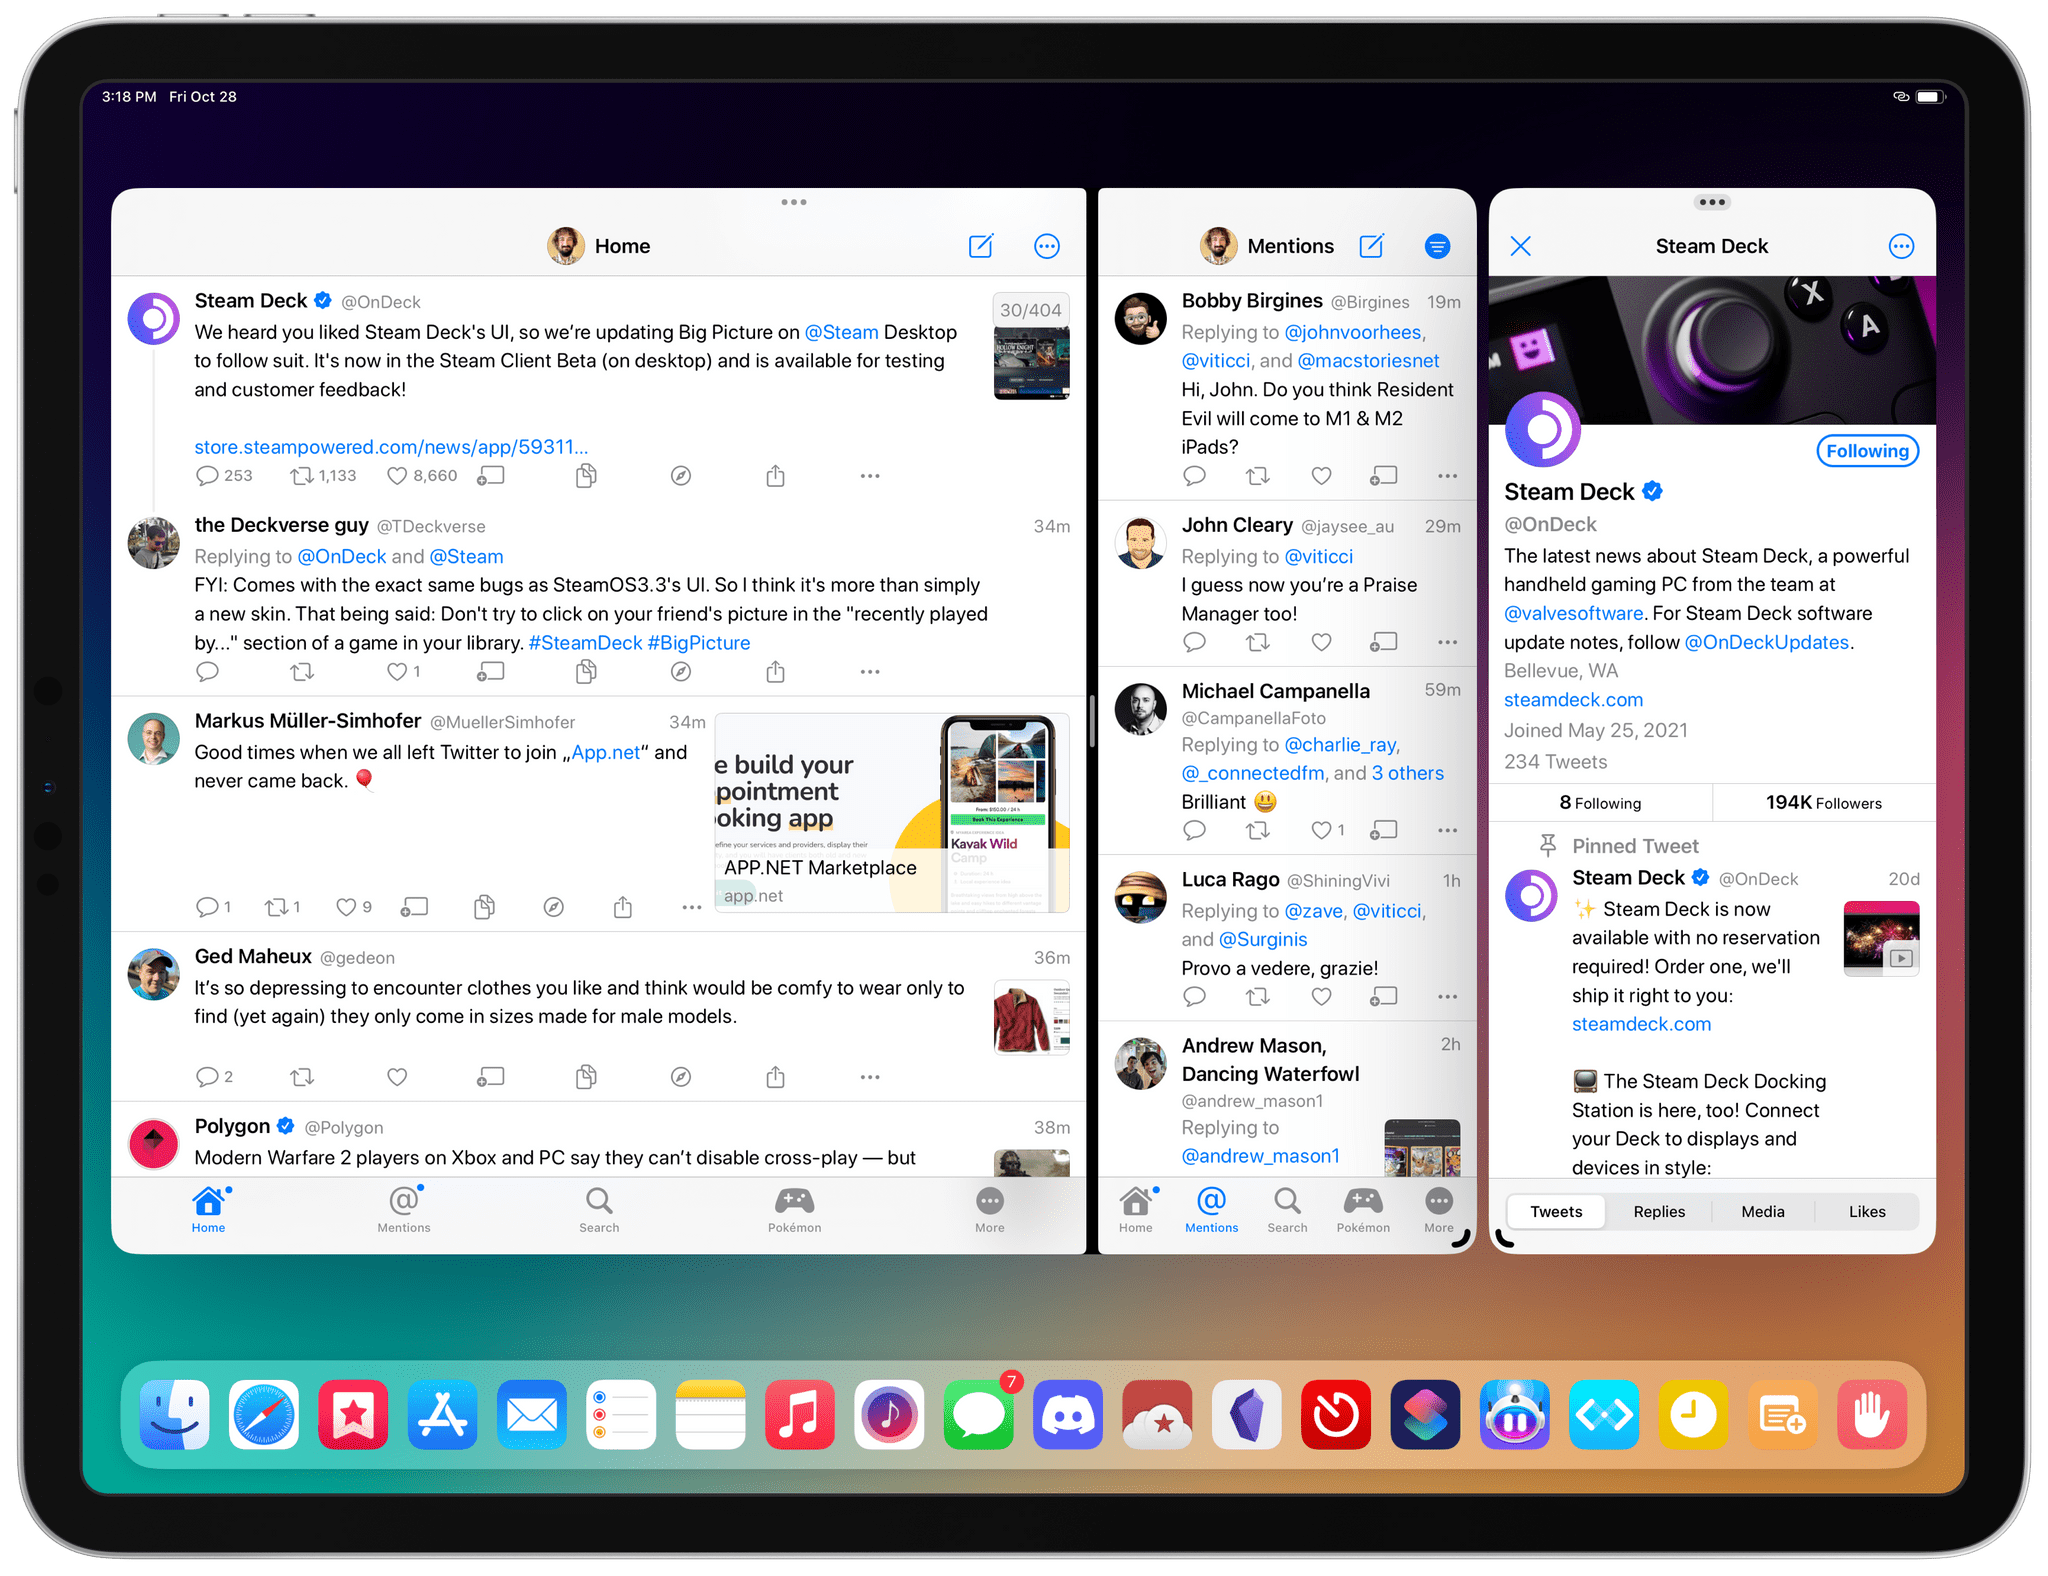 3:18 PM Fri Oct 28
Home
Steam Deck @OnDeck
30/404
We heard you liked Steam Deck's UI, so we're updating Big Picture on @Steam Desktop
to follow suit. It's now in the Steam Client Beta (on desktop) and is available for testing
and customer feedback!
store.steampowered.com/news/app/59311...
253 1,133 8,660
the Deckverse guy @TDeckverse 34m
Replying to @OnDeck and @Steam
FYI: Comes with the exact same bugs as SteamOS3.3's UI. So I think it's more than simply
a new skin. That being said: Don't try to click on your friend's picture in the "recently played
by..." section of a game in your library. #SteamDeck #BigPicture
1
Markus Müller-Simhofer @MuellerSimhofer 34m
Good times when we all left Twitter to join „App.net“ and
never came back. 🎈
e build your
pointment
oking app
efine your services and providers, display their
From: $150.00 / 24 h
Book This Experience
Kayak Wild
Camp
APP.NET Marketplace
app.net
1 1 9
Ged Maheux @gedeon 36m
It's so depressing to encounter clothes you like and think would be comfy to wear only to
find (yet again) they only come in sizes made for male models.
2
Polygon @Polygon 38m
Modern Warfare 2 players on Xbox and PC say they can't disable cross-play — but
Home Mentions Search Pokémon More
Mentions
Bobby Birgines @Birgines 19m
Replying to @johnvoorhees,
@viticci, and @macstoriesnet
Hi, John. Do you think Resident
Evil will come to M1 & M2
iPads?
John Cleary @jaysee_au 29m
Replying to @viticci
I guess now you're a Praise
Manager too!
Michael Campanella 59m
@CampanellaFoto
Replying to @charlie_ray,
@_connectedfm, and 3 others
Brilliant 😃
1
Luca Rago @ShiningVivi 1h
Replying to @zave, @viticci,
and @Surginis
Provo a vedere, grazie!
Andrew Mason, 2h
Dancing Waterfowl
@andrew_mason1
Replying to
@andrew_mason1
Home Mentions Search Pokémon More
Steam Deck
X
A
Following
Steam Deck
@OnDeck
The latest news about Steam Deck, a powerful
handheld gaming PC from the team at
@valvesoftware. For Steam Deck software
update notes, follow @OnDeckUpdates.
Bellevue, WA
steamdeck.com
Joined May 25, 2021
234 Tweets
8 Following 194K Followers
Pinned Tweet
Steam Deck @OnDeck 20d
✨ Steam Deck is now
available with no reservation
required! Order one, we'll
ship it right to you:
steamdeck.com
📺 The Steam Deck Docking
Station is here, too! Connect
your Deck to displays and
devices in style:
Tweets Replies Media Likes
7